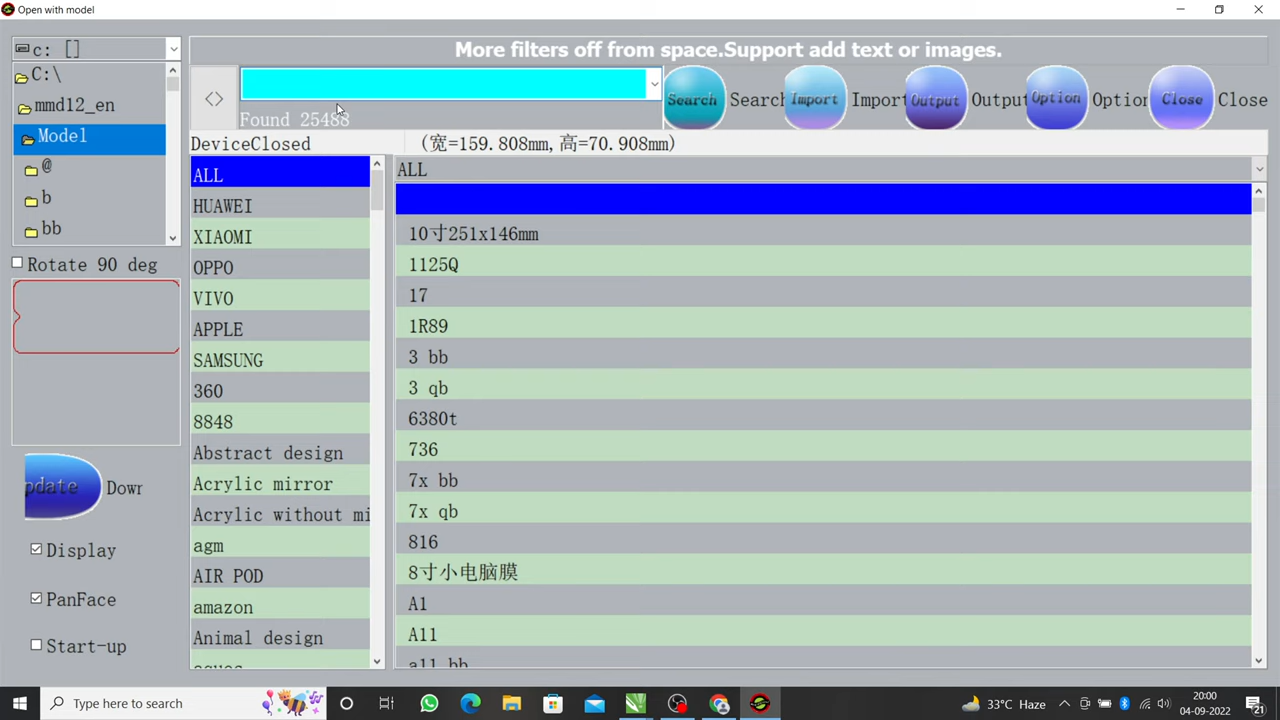 Open with model
c: []
C:\
mmd12_en
Model
@
b
bb
Rotate 90 deg
pdate
Down
Display
PanFace
Start-up
More filters off from space.Support add text or images.
<>
Found 25488
Search
Search
Import
Import
Output
Output
Option
Option
Close
Close
DeviceClosed
(宽=159.808mm,高=70.908mm)
ALL
HUAWEI
XIAOMI
OPPO
VIVO
APPLE
SAMSUNG
360
8848
Abstract design
Acrylic mirror
Acrylic without mi
agm
AIR POD
amazon
Animal design
ALL
10寸251x146mm
1125Q
17
1R89
3 bb
3 qb
6380t
736
7x bb
7x qb
816
8寸小电脑膜
A1
A11
a11 bb
Type here to search
33°C Haze
20:00
04-09-2022
21